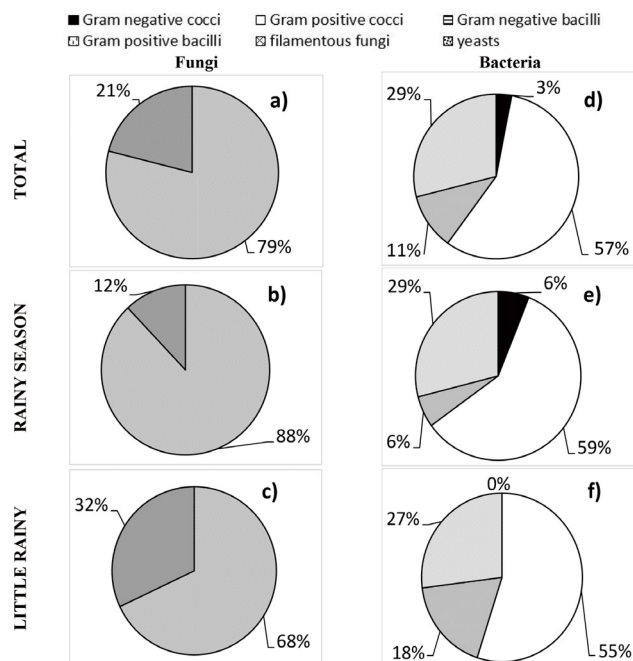 Gram negative cocci Gram positive cocci Gram negative bacilli
Gram positive bacilli filamentous fungi yeasts
Fungi Bacteria
TOTAL
21% a)
79%
29% 3% d)
11% 57%
RAINY SEASON
12% b)
88%
29% 6% e)
6% 59%
LITTLE RAINY
32% c)
68%
0% f)
27%
18% 55%